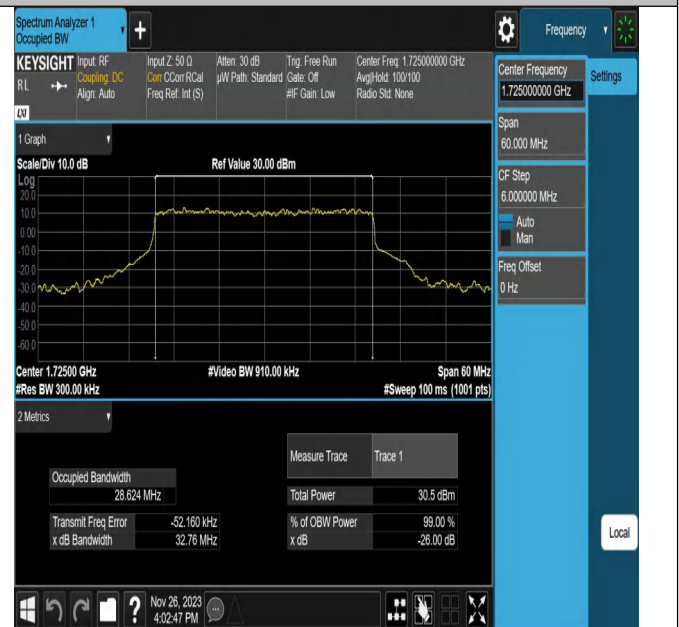 Spectrum Analyzer 1
Occupied BW
+
Frequency
KEYSIGHT Input: RF Input Z: 50 Ω Atten: 30 dB Trig: Free Run Center Freq: 1.725000000 GHz
RL Coupling: DC Corr CCorr RCal µW Path: Standard Gate: Off Avg|Hold: 100/100
Align: Auto Freq Ref: Int (S) #IF Gain: Low Radio Std: None
LXI
Center Frequency
1.725000000 GHz
Settings
Span
60.000 MHz
CF Step
6.000000 MHz
Auto
Man
Freq Offset
0 Hz
Local
1 Graph
Scale/Div 10.0 dB Ref Value 30.00 dBm
Log
20.0
10.0
0.00
-10.0
-20.0
-30.0
-40.0
-50.0
-60.0
Center 1.72500 GHz #Video BW 910.00 kHz Span 60 MHz
#Res BW 300.00 kHz #Sweep 100 ms (1001 pts)
2 Metrics
Measure Trace Trace 1
Occupied Bandwidth
28.624 MHz
Total Power 30.5 dBm
Transmit Freq Error -52.160 kHz % of OBW Power 99.00 %
x dB Bandwidth 32.76 MHz x dB -26.00 dB
? Nov 26, 2023
4:02:47 PM